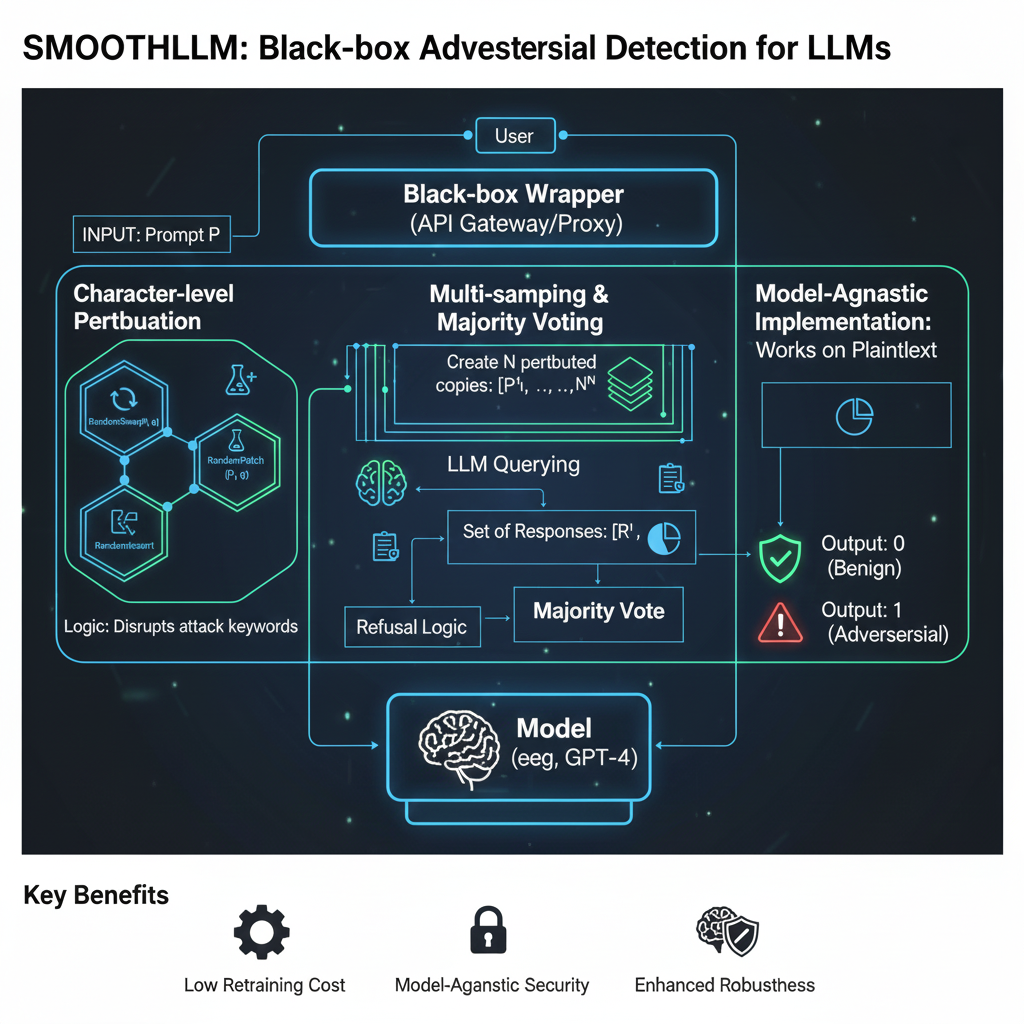 SMOOTHLLM: Black-box Advestersial Detection for LLMs
User
Black-box Wrapper
(API Gateway/Proxy)
INPUT: Prompt P
Character-level
Pertbuation
RandomPatch
Logic: Disrupts attack keywords
Multi-samping &
Majority Voting
Create N pertbuted
copies: [P¹ı, .., .., ,Nᴺ
LLM Querying
Set of Responses: [Rᴵ,
Refusal Logic
Majority Vote
Model-Agnastic
Implementation:
Works on Plaintlext
Output: 0
(Benign)
Output: 1
(Adversersial)
Model
(eeg, GPT-4)
Key Benefits
Low Retraining Cost
Model-Aganstic Security
Enhanced Robusthess